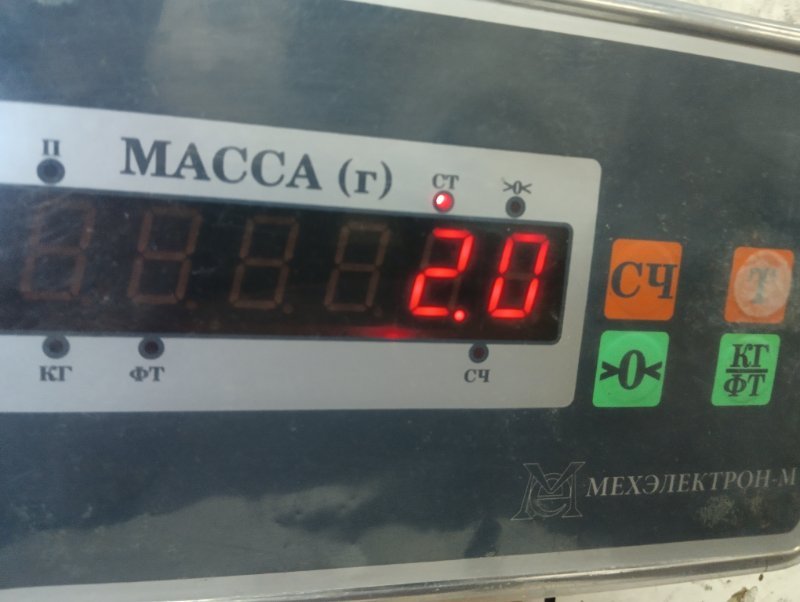 П
МАССА (г)
СТ
>0<
2.0
КГ
ФТ
СЧ
СЧ
Т
>0<
КГ
ФТ
МЕХЭЛЕКТРОН-М